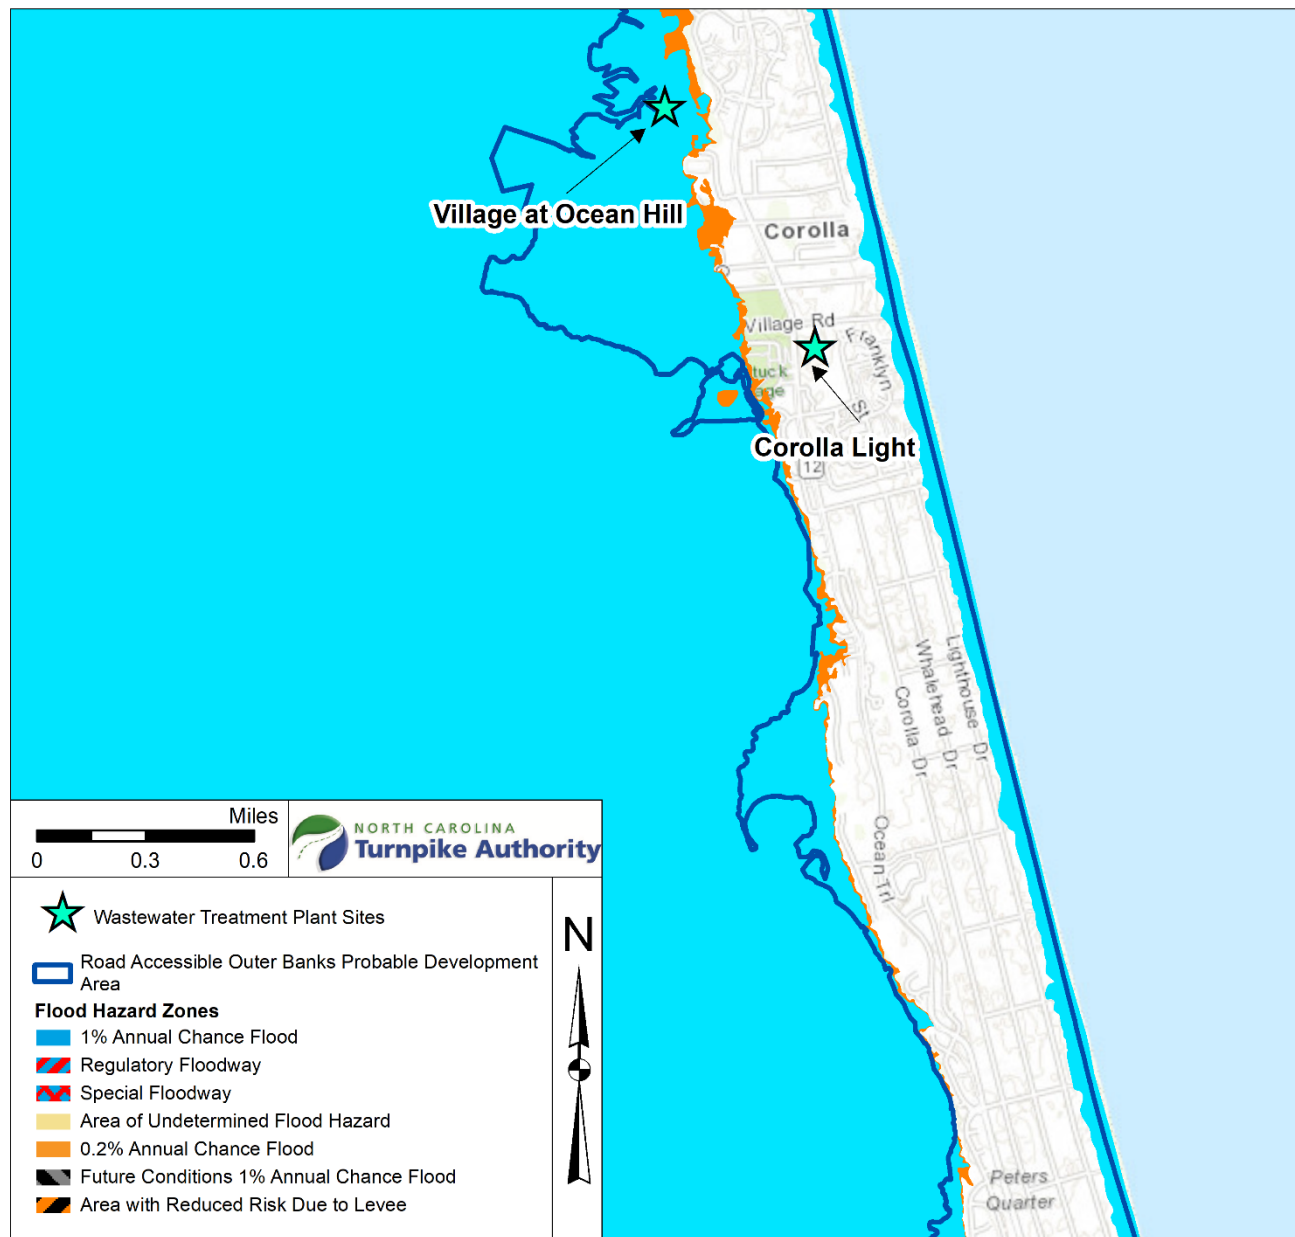 Village at Ocean Hill
Corolla
Village Rd
Franklyn
St
tuck
age
Corolla Light
12
Lighthouse Dr
Whalehead Dr
Corolla Dr
Ocean Trl
Peters
Quarter
Miles
0 0.3 0.6
NORTH CAROLINA
Turnpike Authority
Wastewater Treatment Plant Sites
Road Accessible Outer Banks Probable Development
Area
Flood Hazard Zones
1% Annual Chance Flood
Regulatory Floodway
Special Floodway
Area of Undetermined Flood Hazard
0.2% Annual Chance Flood
Future Conditions 1% Annual Chance Flood
Area with Reduced Risk Due to Levee
N